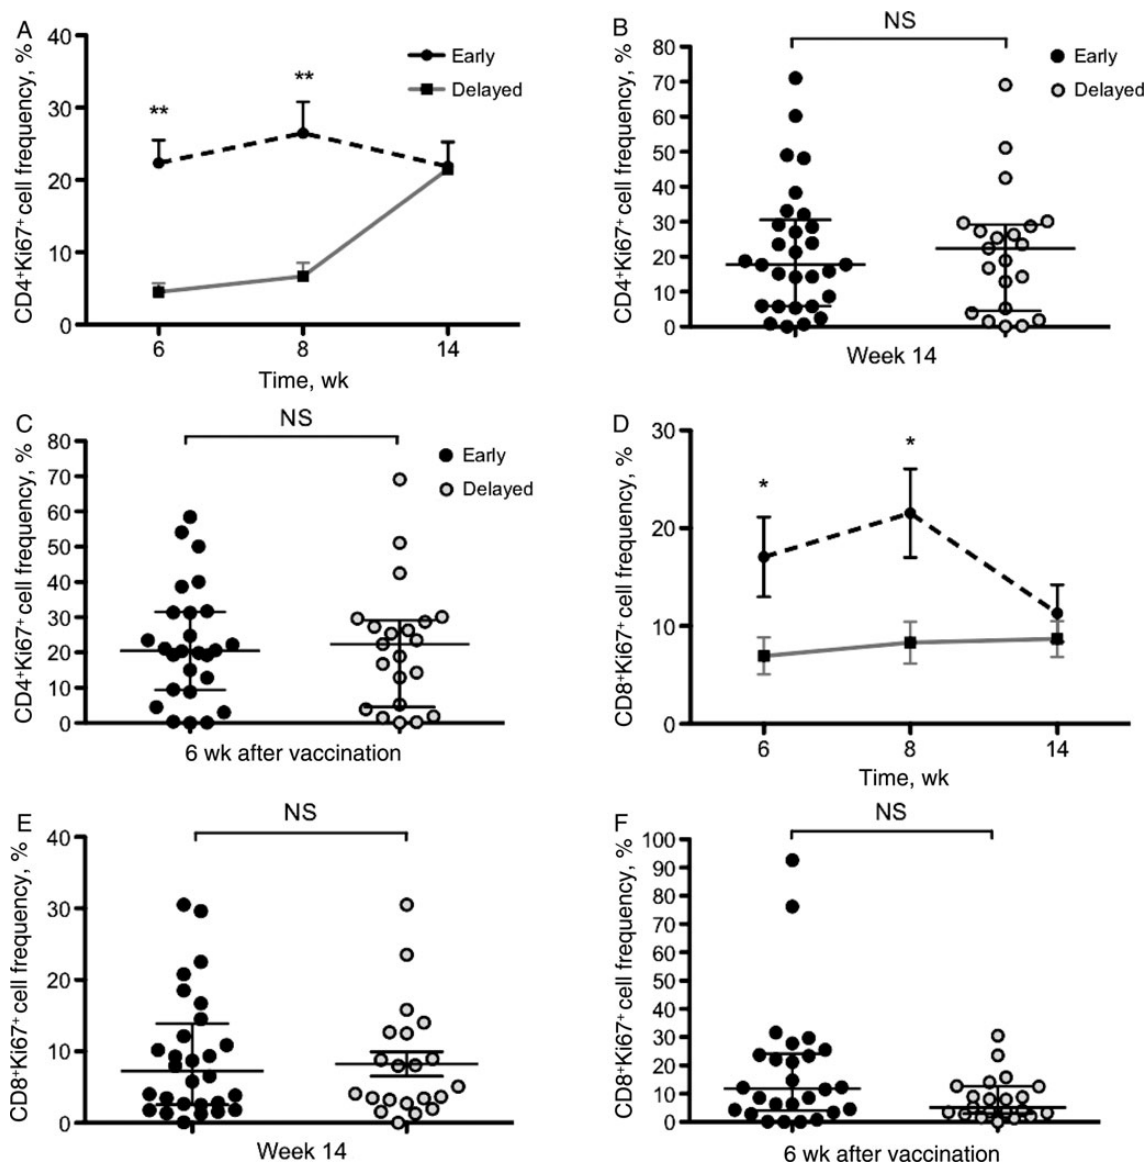 A
CD4+Ki67+ cell frequency, %
40
30
20
10
0
**
**
Early
Delayed
6
8
14
Time, wk
B
CD4+Ki67+ cell frequency, %
NS
80
70
60
50
40
30
20
10
0
Early
Delayed
Week 14
C
CD4+Ki67+ cell frequency, %
NS
80
70
60
50
40
30
20
10
0
Early
Delayed
6 wk after vaccination
D
CD8+Ki67+ cell frequency, %
30
20
10
0
*
*
6
8
14
Time, wk
E
CD8+Ki67+ cell frequency, %
NS
40
30
20
10
0
Week 14
F
CD8+Ki67+ cell frequency, %
NS
100
90
80
70
60
50
40
30
20
10
0
6 wk after vaccination